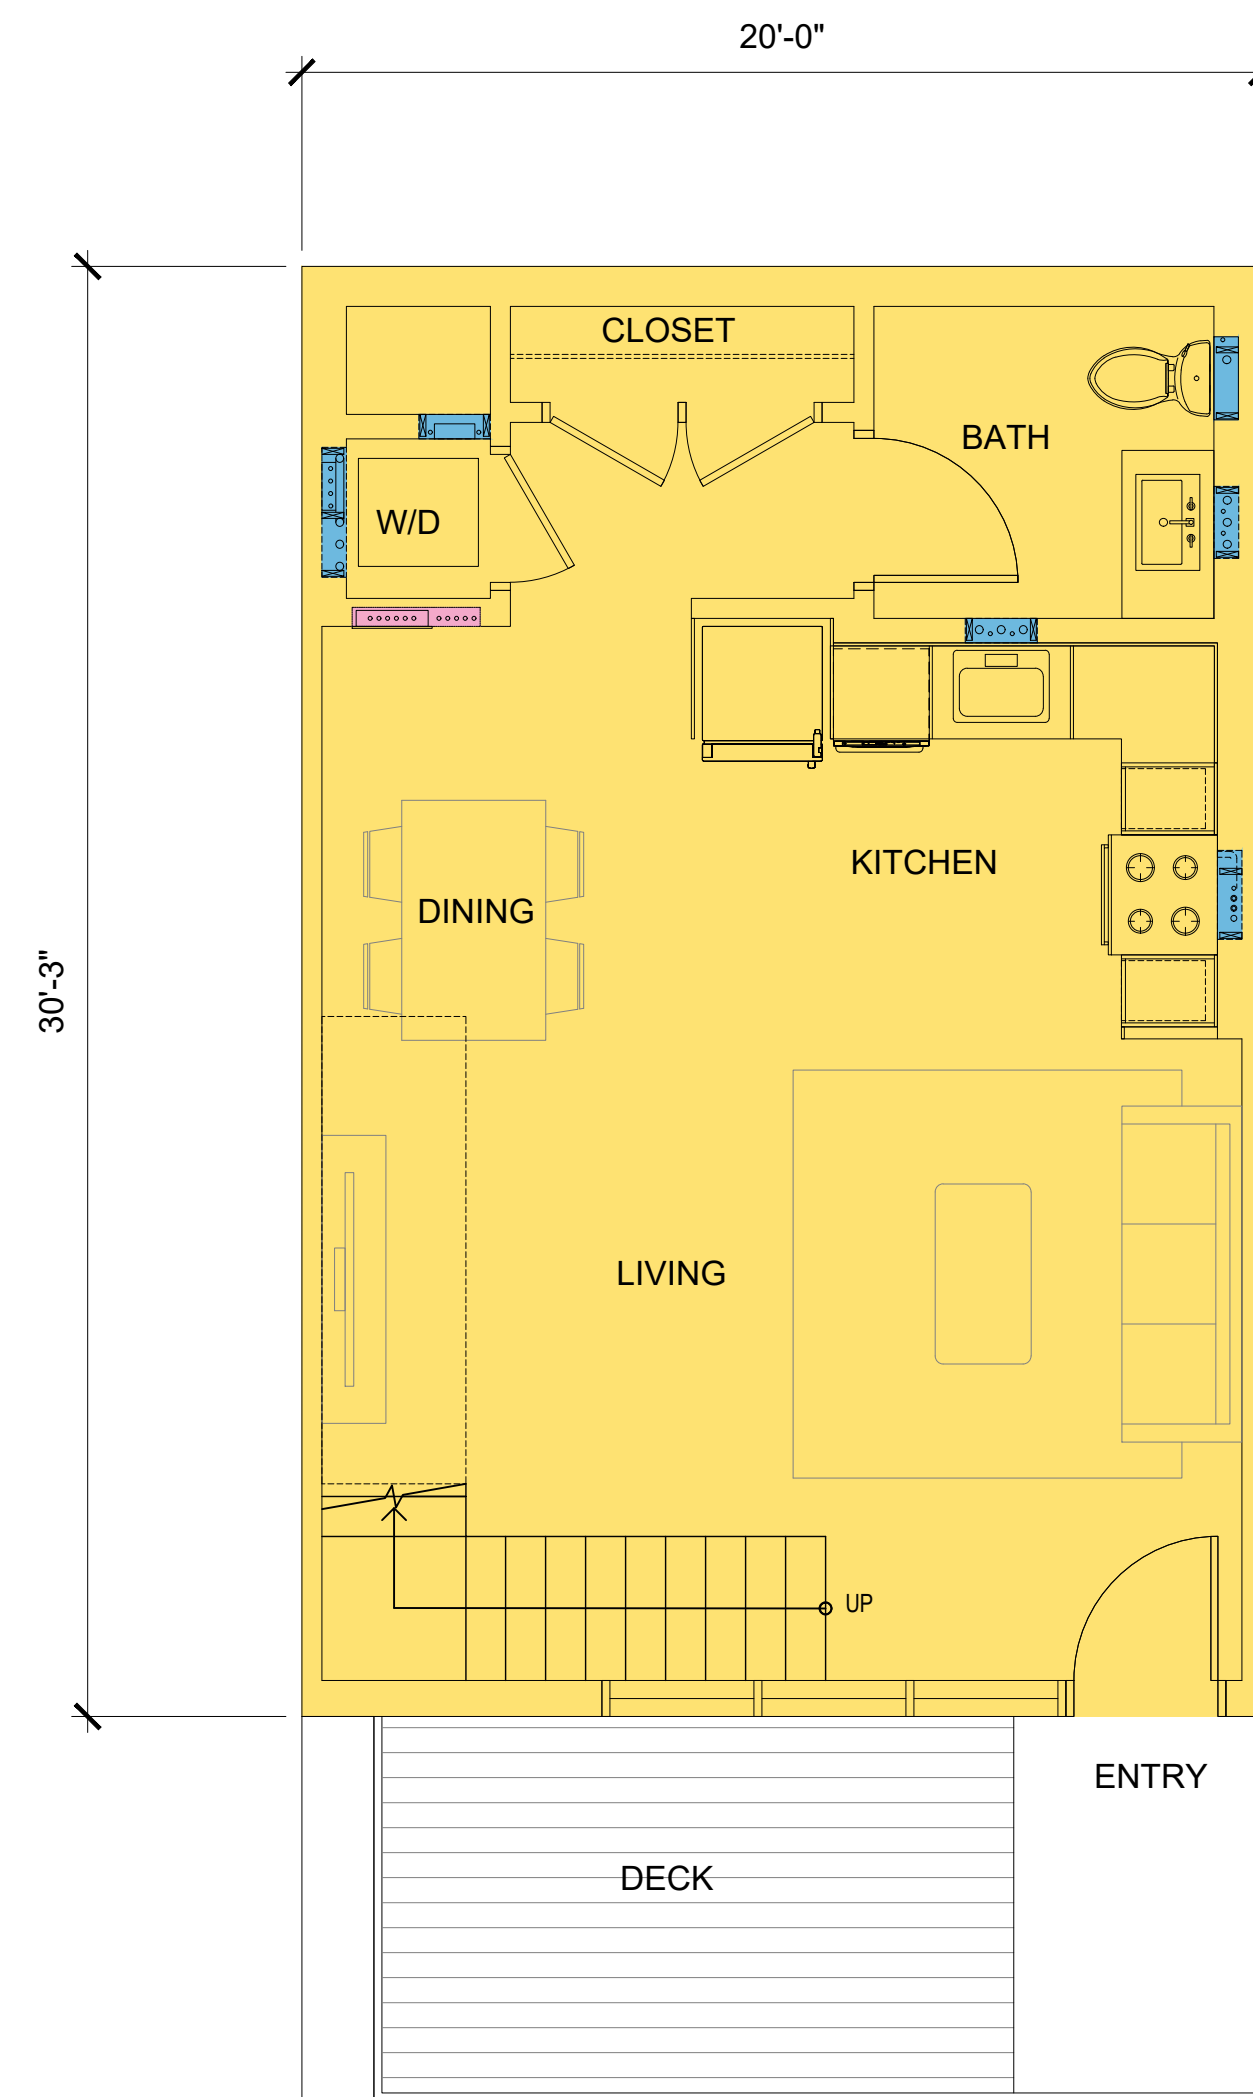 20'-0"
CLOSET
BATH
W/D
KITCHEN
DINING
30'-3"
LIVING
UP
ENTRY
DECK